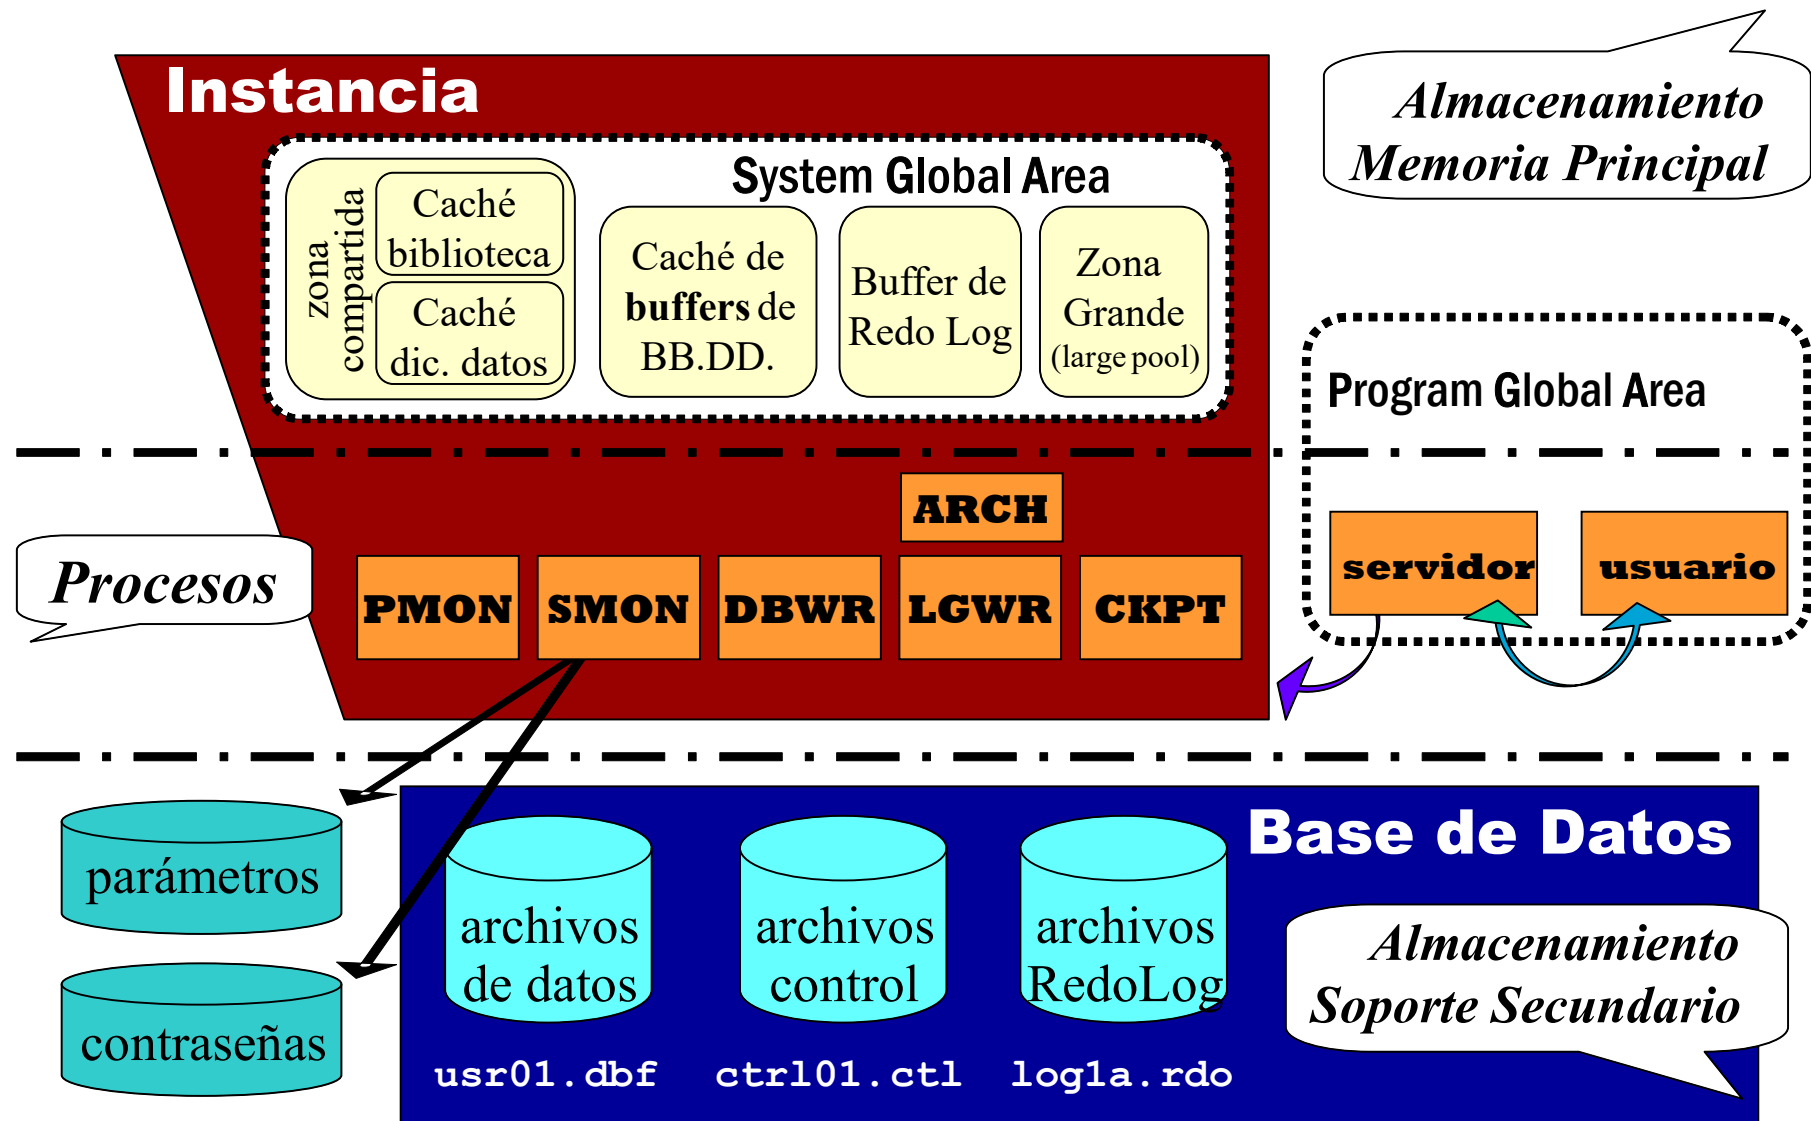 Instancia
Almacenamiento
Memoria Principal
System Global Area
zona
compartida
Caché
biblioteca
Caché
dic. datos
Caché de
buffers de
BB.DD.
Buffer de
Redo Log
Zona
Grande
(large pool)
Program Global Area
Procesos
ARCH
PMON
SMON
DBWR
LGWR
CKPT
servidor
usuario
Base de Datos
parámetros
contraseñas
archivos
de datos
archivos
control
archivos
RedoLog
Almacenamiento
Soporte Secundario
usr01.dbf
ctrl01.ctl
log1a.rdo